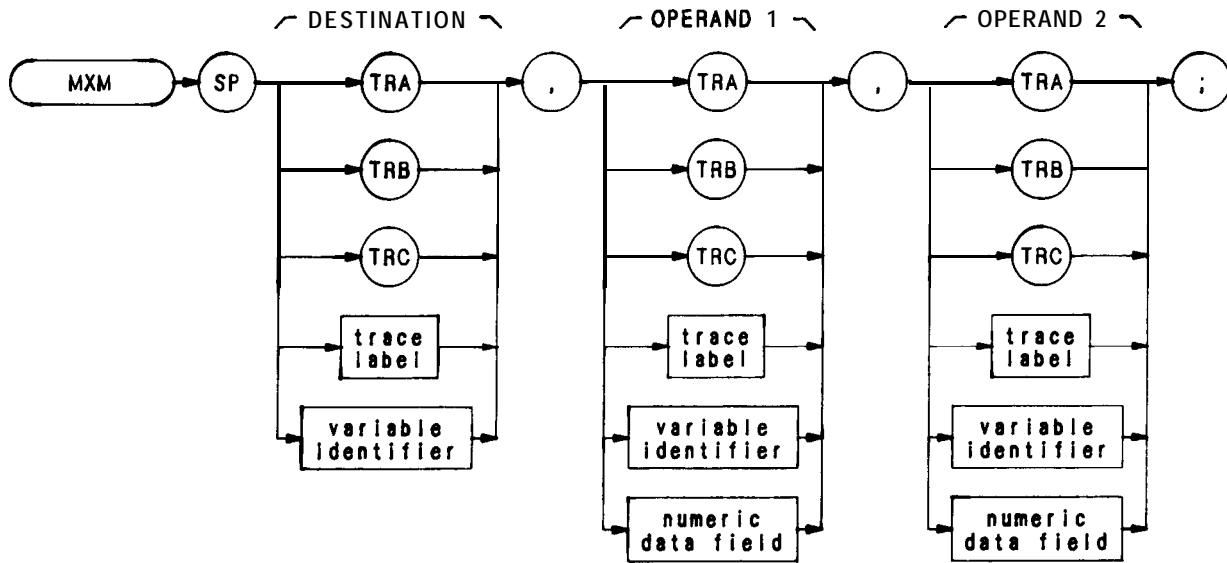 DESTINATION OPERAND 1 OPERAND 2
MXM SP TRA , TRA , TRA ;
TRB TRB TRB
TRC TRC TRC
trace trace trace
label label label
variable variable variable
identifier identifier identifier
numeric numeric
data field data field